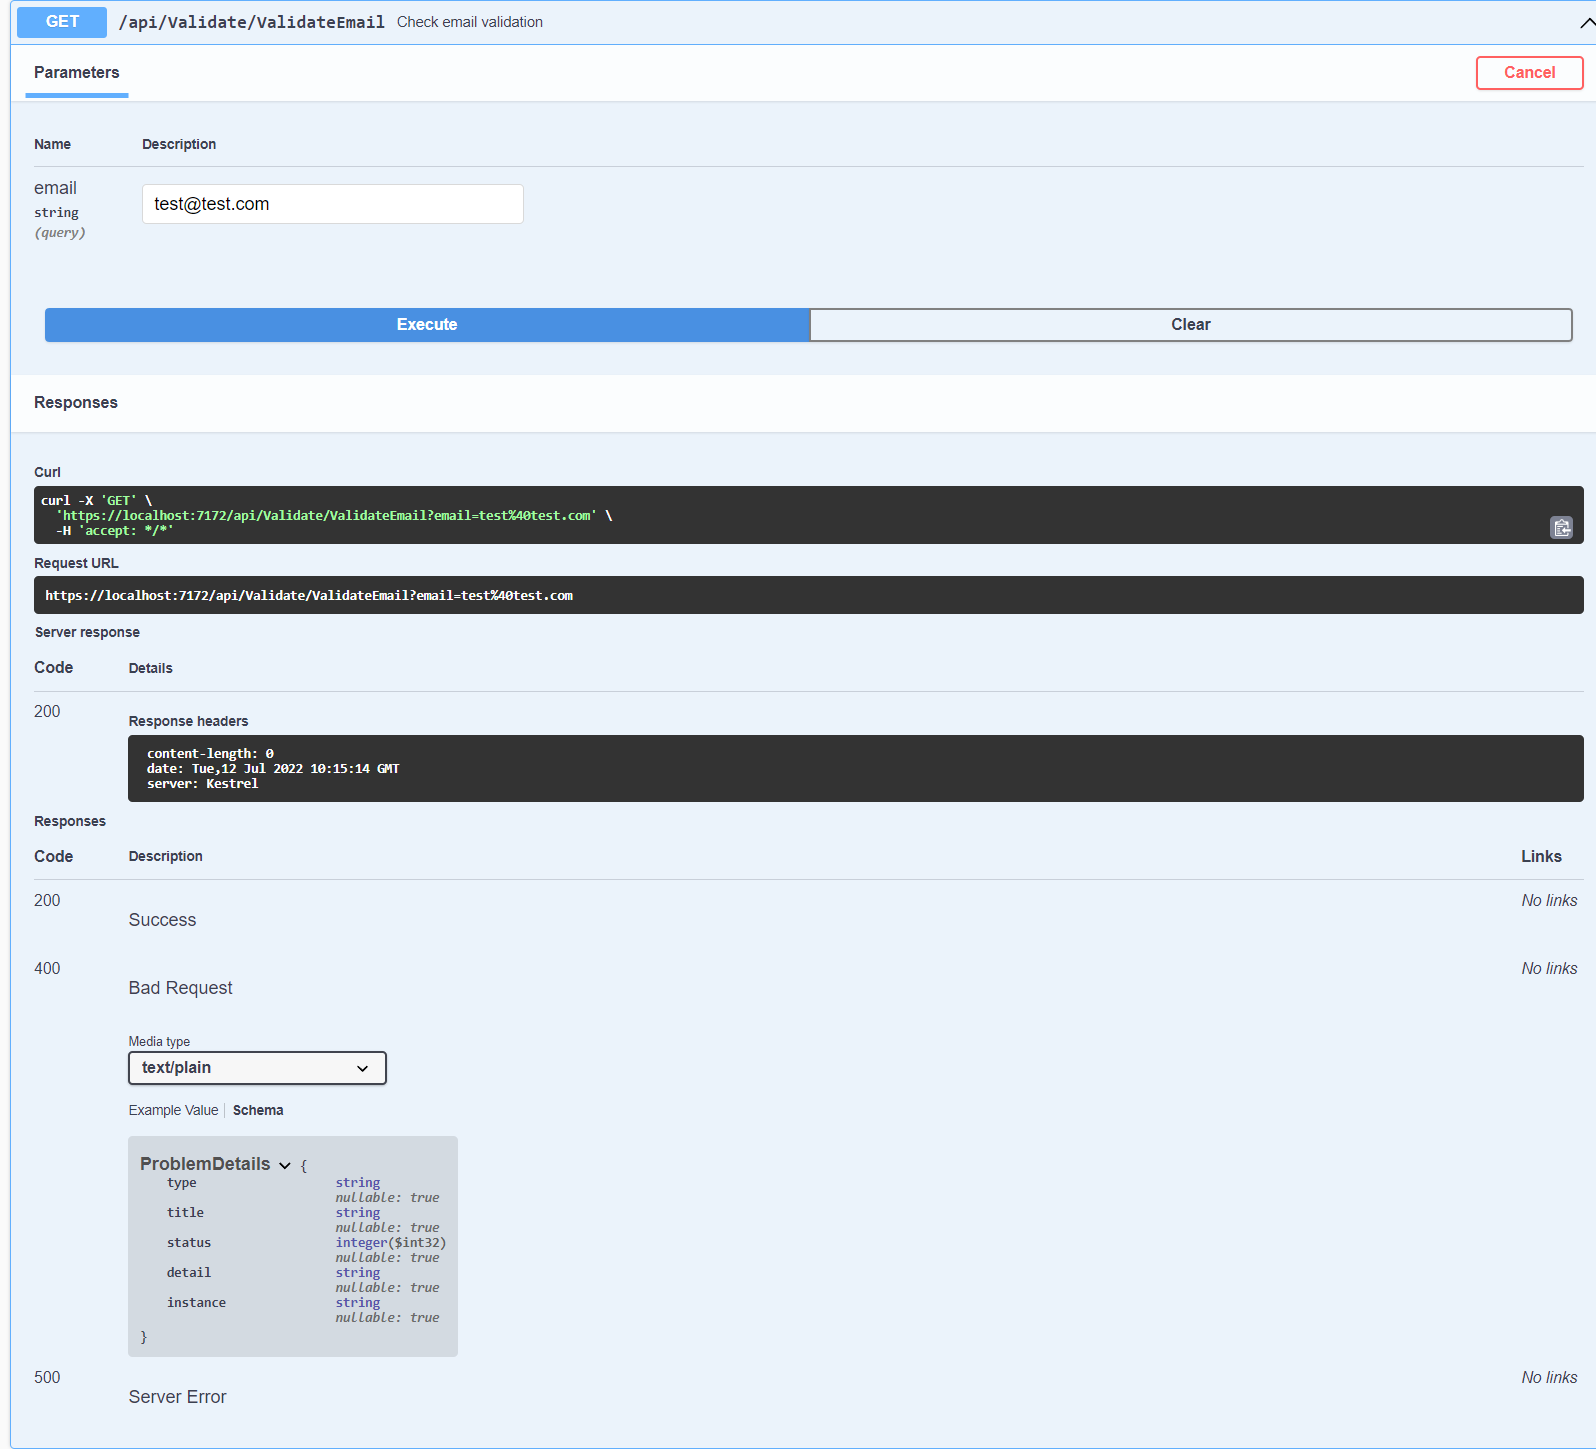 GET /api/Validate/ValidateEmail Check email validation
Parameters
Cancel
Name Description
email
string
(query)
test@test.com
Execute
Clear
Responses
Curl
curl -X 'GET' \
'https://localhost:7172/api/Validate/ValidateEmail?email=test%40test.com' \
-H 'accept: */*'
Request URL
https://localhost:7172/api/Validate/ValidateEmail?email=test%40test.com
Server response
Code Details
200
Response headers
content-length: 0
date: Tue,12 Jul 2022 10:15:14 GMT
server: Kestrel
Responses
Code Description Links
200 No links
Success
400 No links
Bad Request
Media type
text/plain
Example Value Schema
ProblemDetails {
type string
nullable: true
title string
nullable: true
status integer($int32)
nullable: true
detail string
nullable: true
instance string
nullable: true
}
500 No links
Server Error